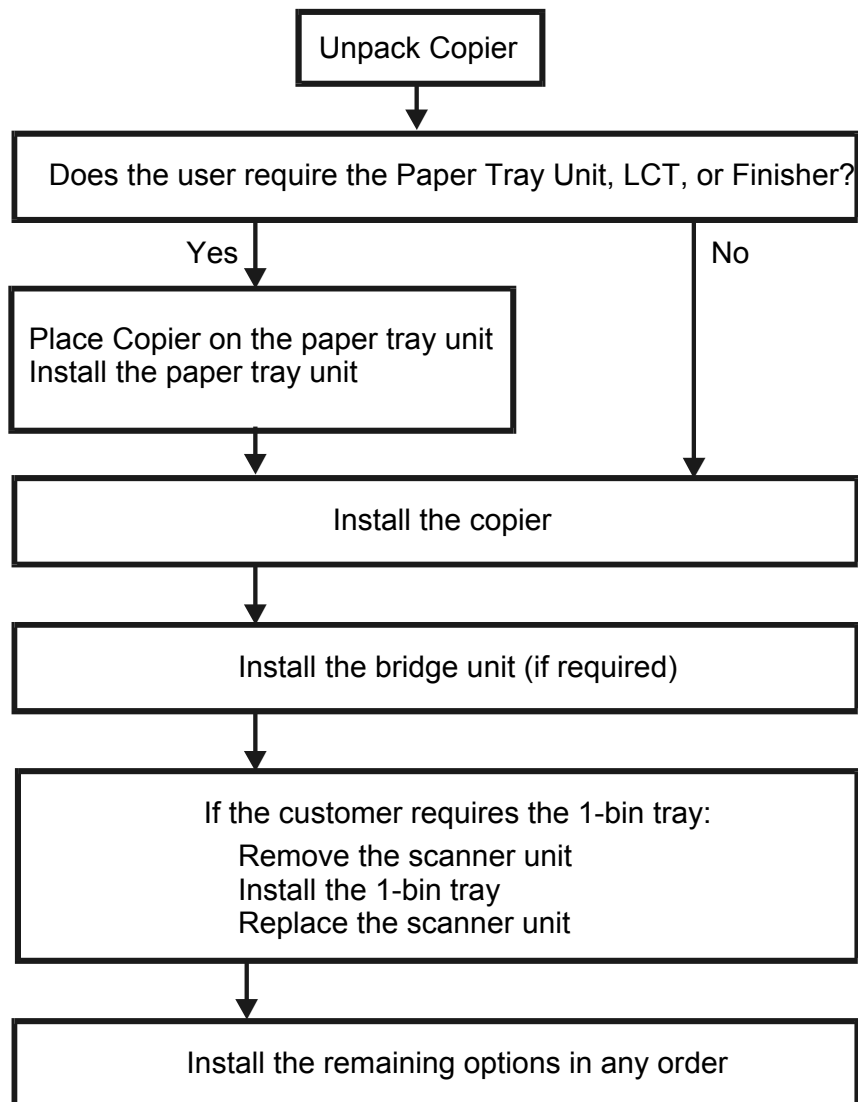 Unpack Copier
Does the user require the Paper Tray Unit, LCT, or Finisher?
Yes
No
Place Copier on the paper tray unit
Install the paper tray unit
Install the copier
Install the bridge unit (if required)
If the customer requires the 1-bin tray:
Remove the scanner unit
Install the 1-bin tray
Replace the scanner unit
Install the remaining options in any order